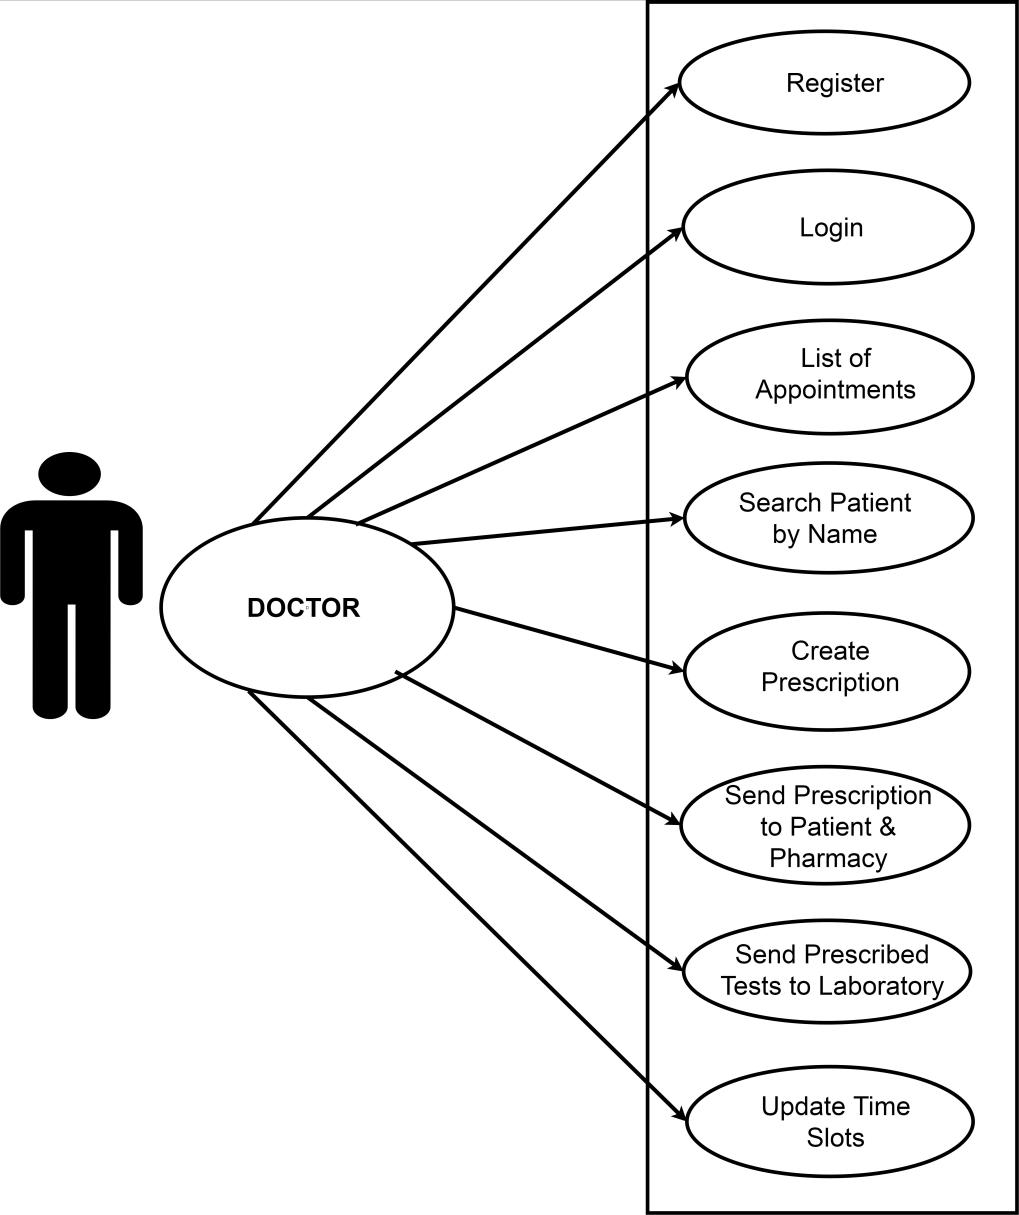 Register
Login
List of
Appointments
Search Patient
by Name
DOCTOR
Create
Prescription
Send Prescription
to Patient &
Pharmacy
Send Prescribed
Tests to Laboratory
Update Time
Slots